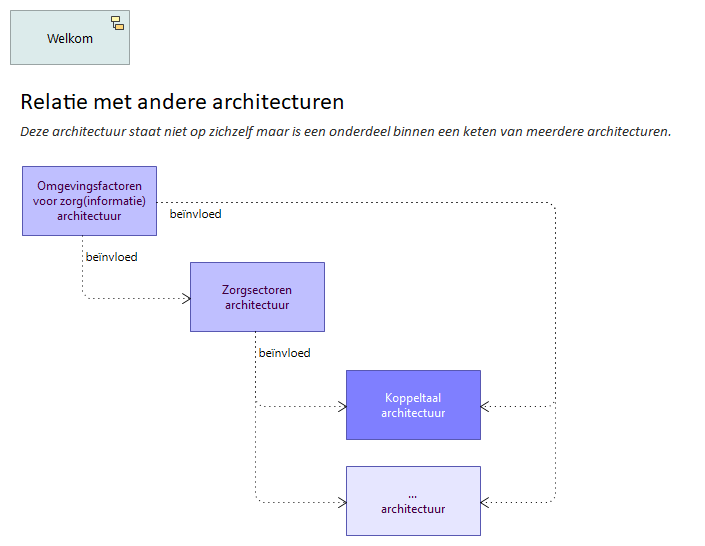 Welkom
Relatie met andere architecturen
Deze architectuur staat niet op zichzelf maar is een onderdeel binnen een keten van meerdere architecturen.
Omgevingsfactoren
voor zorg(informatie)
architectuur
beïnvloed
beïnvloed
Zorgsectoren
architectuur
beïnvloed
Koppeltaal
architectuur
...
architectuur